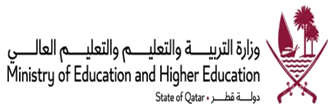 وزارة التربية والتعليم والتعليم العالي
Ministry of Education and Higher Education
State of Qatar • دولة قطر